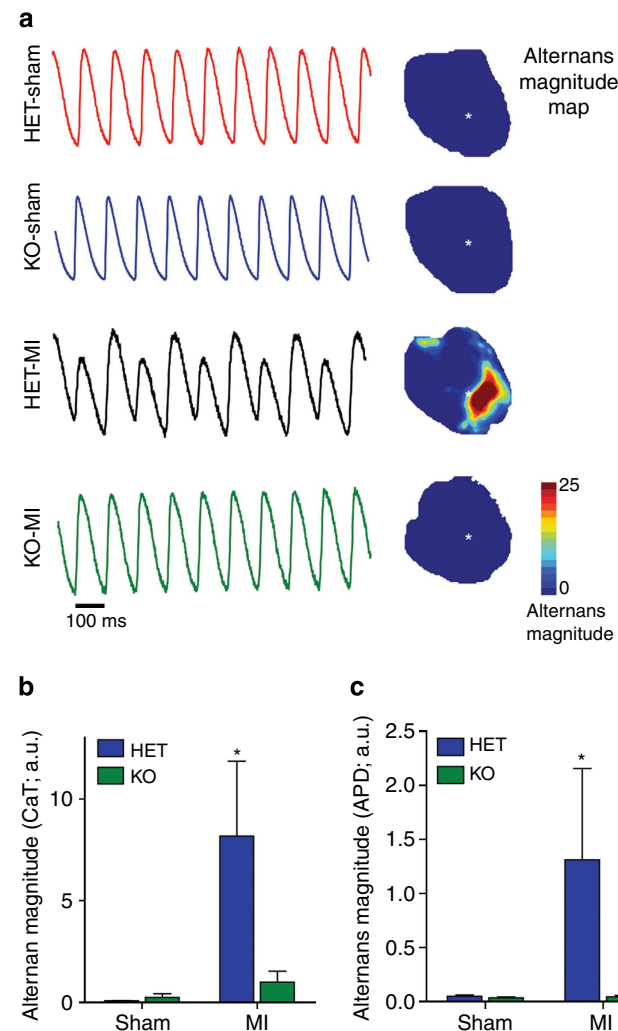 a
HET-sham
Alternans
magnitude
map
*
KO-sham
*
HET-MI
*
KO-MI
*
25
0
Alternans
magnitude
100 ms
b
Alternan magnitude (CaT; a.u.)
HET
KO
*
10
5
0
Sham
MI
c
Alternans magnitude (APD; a.u.)
2.5
HET
KO
*
2.0
1.5
1.0
0.5
0.0
Sham
MI